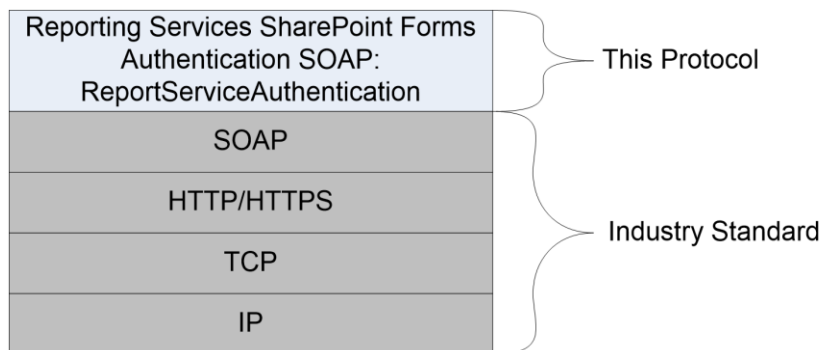 Reporting Services SharePoint Forms
Authentication SOAP:
ReportServiceAuthentication
This Protocol
SOAP
HTTP/HTTPS
TCP
IP
Industry Standard